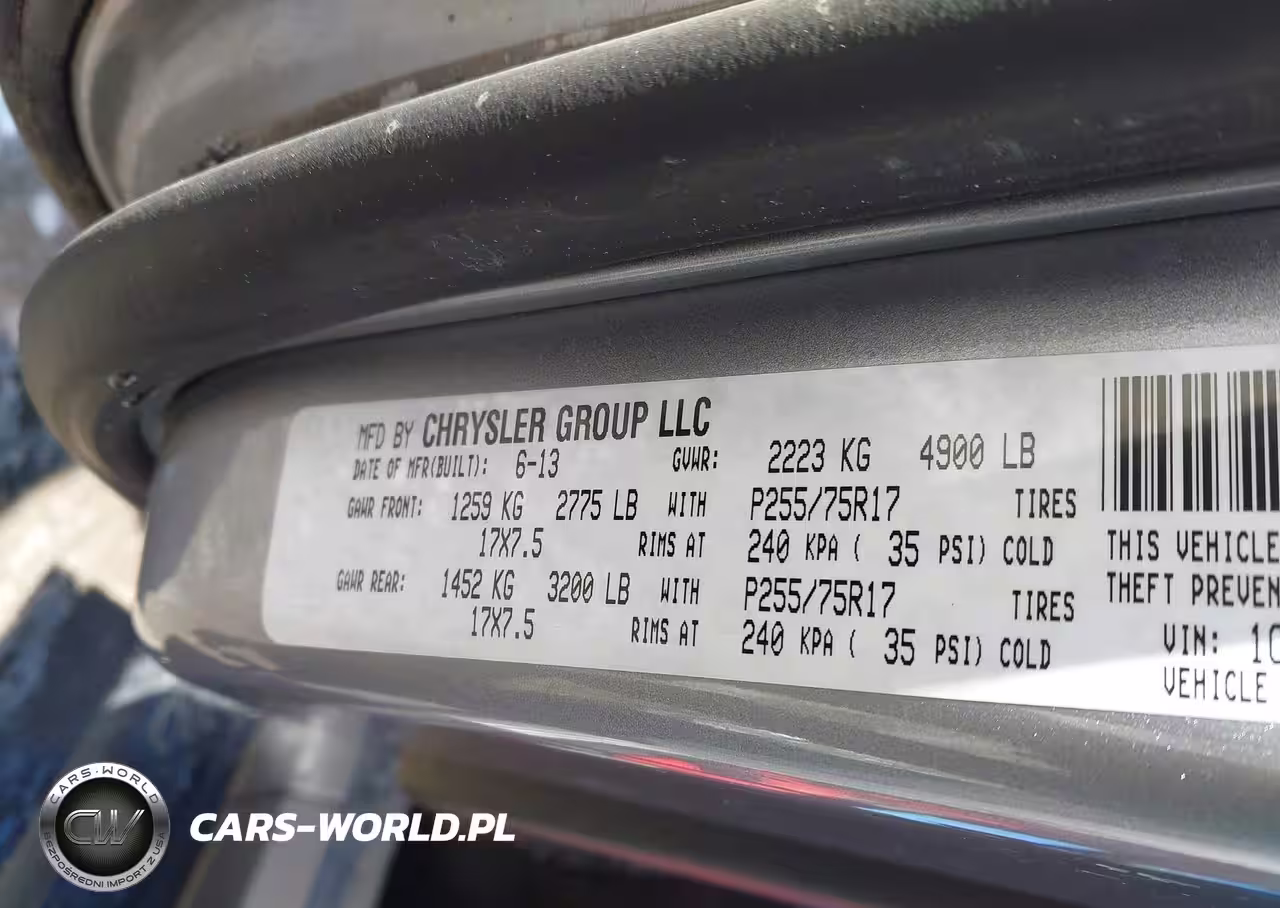 MFD BY CHRYSLER GROUP LLC
DATE OF MFR(BUILT): 6-13 GVWR: 2223 KG 4900 LB
GAWR FRONT: 1259 KG 2775 LB WITH P255/75R17 TIRES
17X7.5 RIMS AT 240 KPA ( 35 PSI) COLD
GAWR REAR: 1452 KG 3200 LB WITH P255/75R17 TIRES
17X7.5 RIMS AT 240 KPA ( 35 PSI) COLD
THIS VEHICLE
THEFT PREVEN
VIN: 1C
VEHICLE
CARS-WORLD
CW
BEZPOŚREDNI IMPORT Z USA
CARS-WORLD.PL